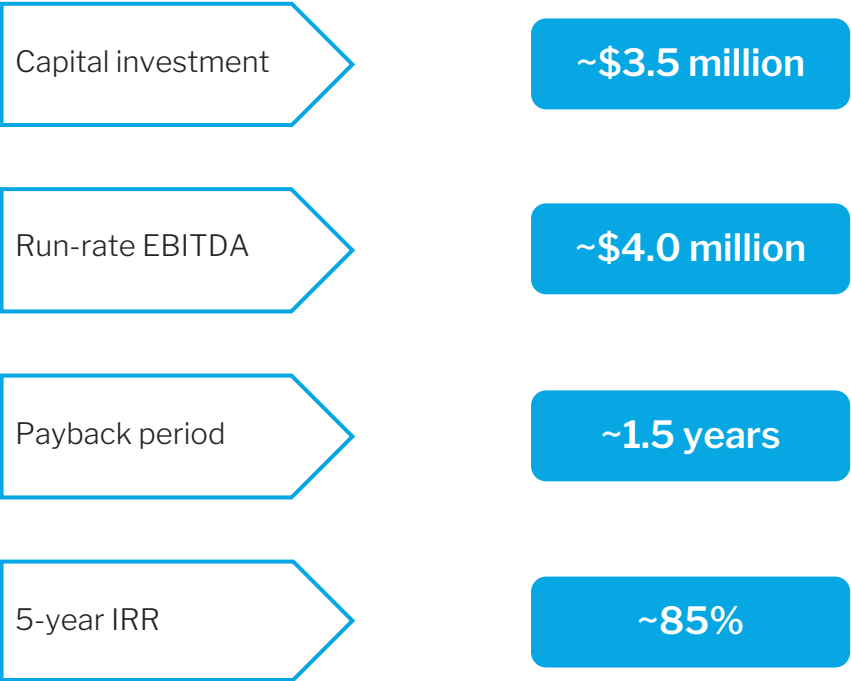 Capital investment
~$3.5 million
Run-rate EBITDA
~$4.0 million
Payback period
~1.5 years
5-year IRR
~85%